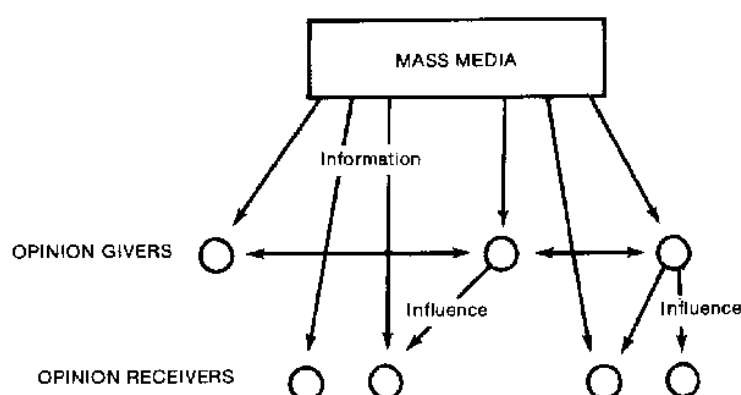 MASS MEDIA
Information
OPINION GIVERS
Influence
Influence
OPINION RECEIVERS